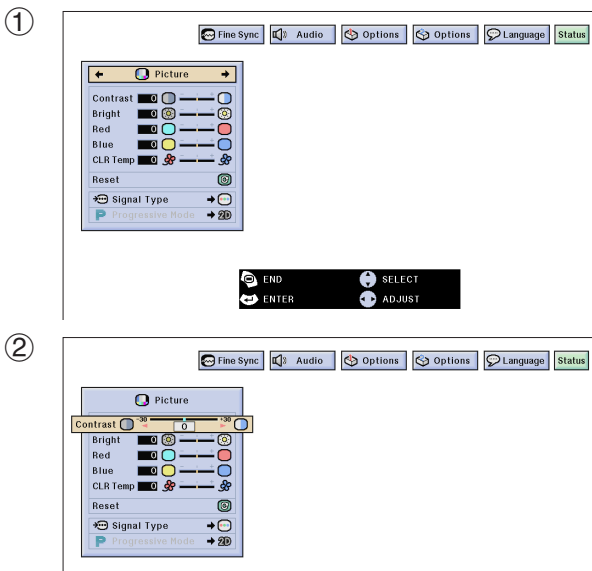 ①
Fine Sync Audio Options Options Language Status
Picture
Contrast 0 - +
Bright 0 - +
Red 0 - +
Blue 0 - +
CLR Temp 0 - +
Reset
Signal Type
P Progressive Mode 2D
END SELECT
ENTER ADJUST
②
Fine Sync Audio Options Options Language Status
Picture
Contrast -30 0 +30
Bright 0 - +
Red 0 - +
Blue 0 - +
CLR Temp 0 - +
Reset
Signal Type
P Progressive Mode 2D